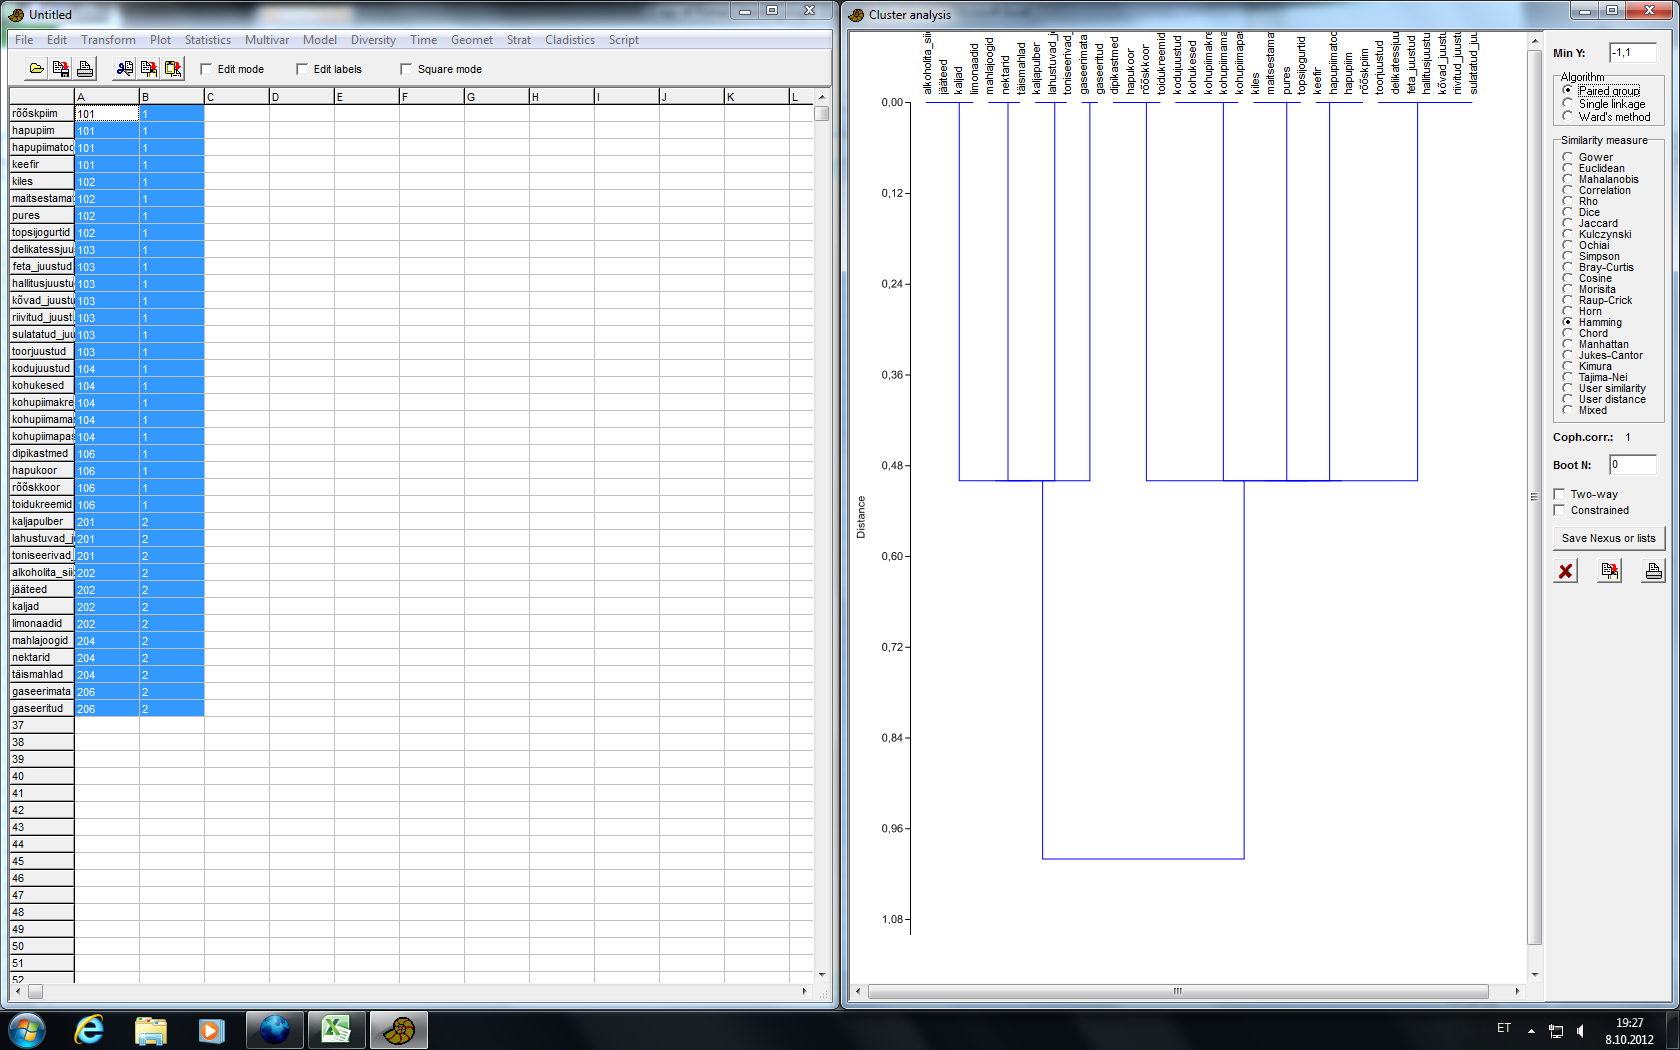 Untitled
File Edit Transform Plot Statistics Multivar Model Diversity Time Geomet Strat Cladistics Script
Edit mode Edit labels Square mode
A B C D E F G H I J K L
rõõskpiim 101 1
hapupiim 101 1
hapupiimatoo 101 1
keefir 101 1
kiles 102 1
maitsestamat 102 1
pures 102 1
topsijogurtid 102 1
delikatessjuu 103 1
feta_juustud 103 1
hallitusjuustu 103 1
kõvad_juustu 103 1
riivitud_juustu 103 1
sulatatud_juu 103 1
toorjuustud 103 1
kodujuustud 104 1
kohukesed 104 1
kohupiimakre 104 1
kohupiimamas 104 1
kohupiimapas 104 1
dipikastmed 106 1
hapukoor 106 1
rõõskkoor 106 1
toidukreemid 106 1
kaljapulber 201 2
lahustuvad_j 201 2
toniseerivad_ 201 2
alkoholita_siid 202 2
jääteed 202 2
kaljad 202 2
limonaadid 202 2
mahlajoogid 204 2
nektarid 204 2
täismahlad 204 2
gaseerimata 206 2
gaseeritud 206 2
37
38
39
40
41
42
43
44
45
46
47
48
49
50
51
52
Cluster analysis
alkoholita_siid
jääteed
kaljad
limonaadid
mahlajoogid
nektarid
täismahlad
kaljapulber
lahustuvad_j
toniseerivad_
gaseerimata
gaseeritud
dipikastmed
hapukoor
rõõskkoor
toidukreemid
kodujuustud
kohukesed
kohupiimakre
kohupiimama
kohupiimapas
kiles
maitsestamat
pures
topsijogurtid
keefir
hapupiimatoo
hapupiim
rõõskpiim
toorjuustud
delikatessjuu
feta_juustud
hallitusjuustu
kõvad_juustu
riivitud_juustu
sulatatud_juu
0,00
0,12
0,24
0,36
0,48
0,60
0,72
0,84
0,96
1,08
Distance
Min Y: -1,1
Algorithm
Paired group
Single linkage
Ward's method
Similarity measure
Gower
Euclidean
Mahalanobis
Correlation
Rho
Dice
Jaccard
Kulczynski
Ochiai
Simpson
Bray-Curtis
Cosine
Morisita
Raup-Crick
Horn
Hamming
Chord
Manhattan
Jukes-Cantor
Kimura
Tajima-Nei
User similarity
User distance
Mixed
Coph.corr.: 1
Boot N: 0
Two-way
Constrained
Save Nexus or lists
ET
19:27
8.10.2012